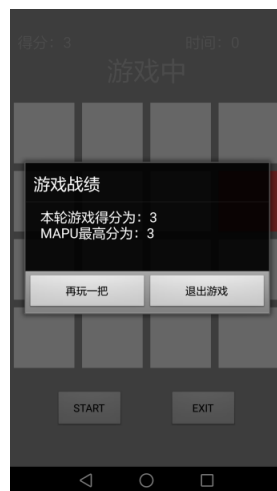 得分：3 时间：0
游戏中
游戏战绩
本轮游戏得分为：3
MAPU最高分为：3
再玩一把 退出游戏
START EXIT